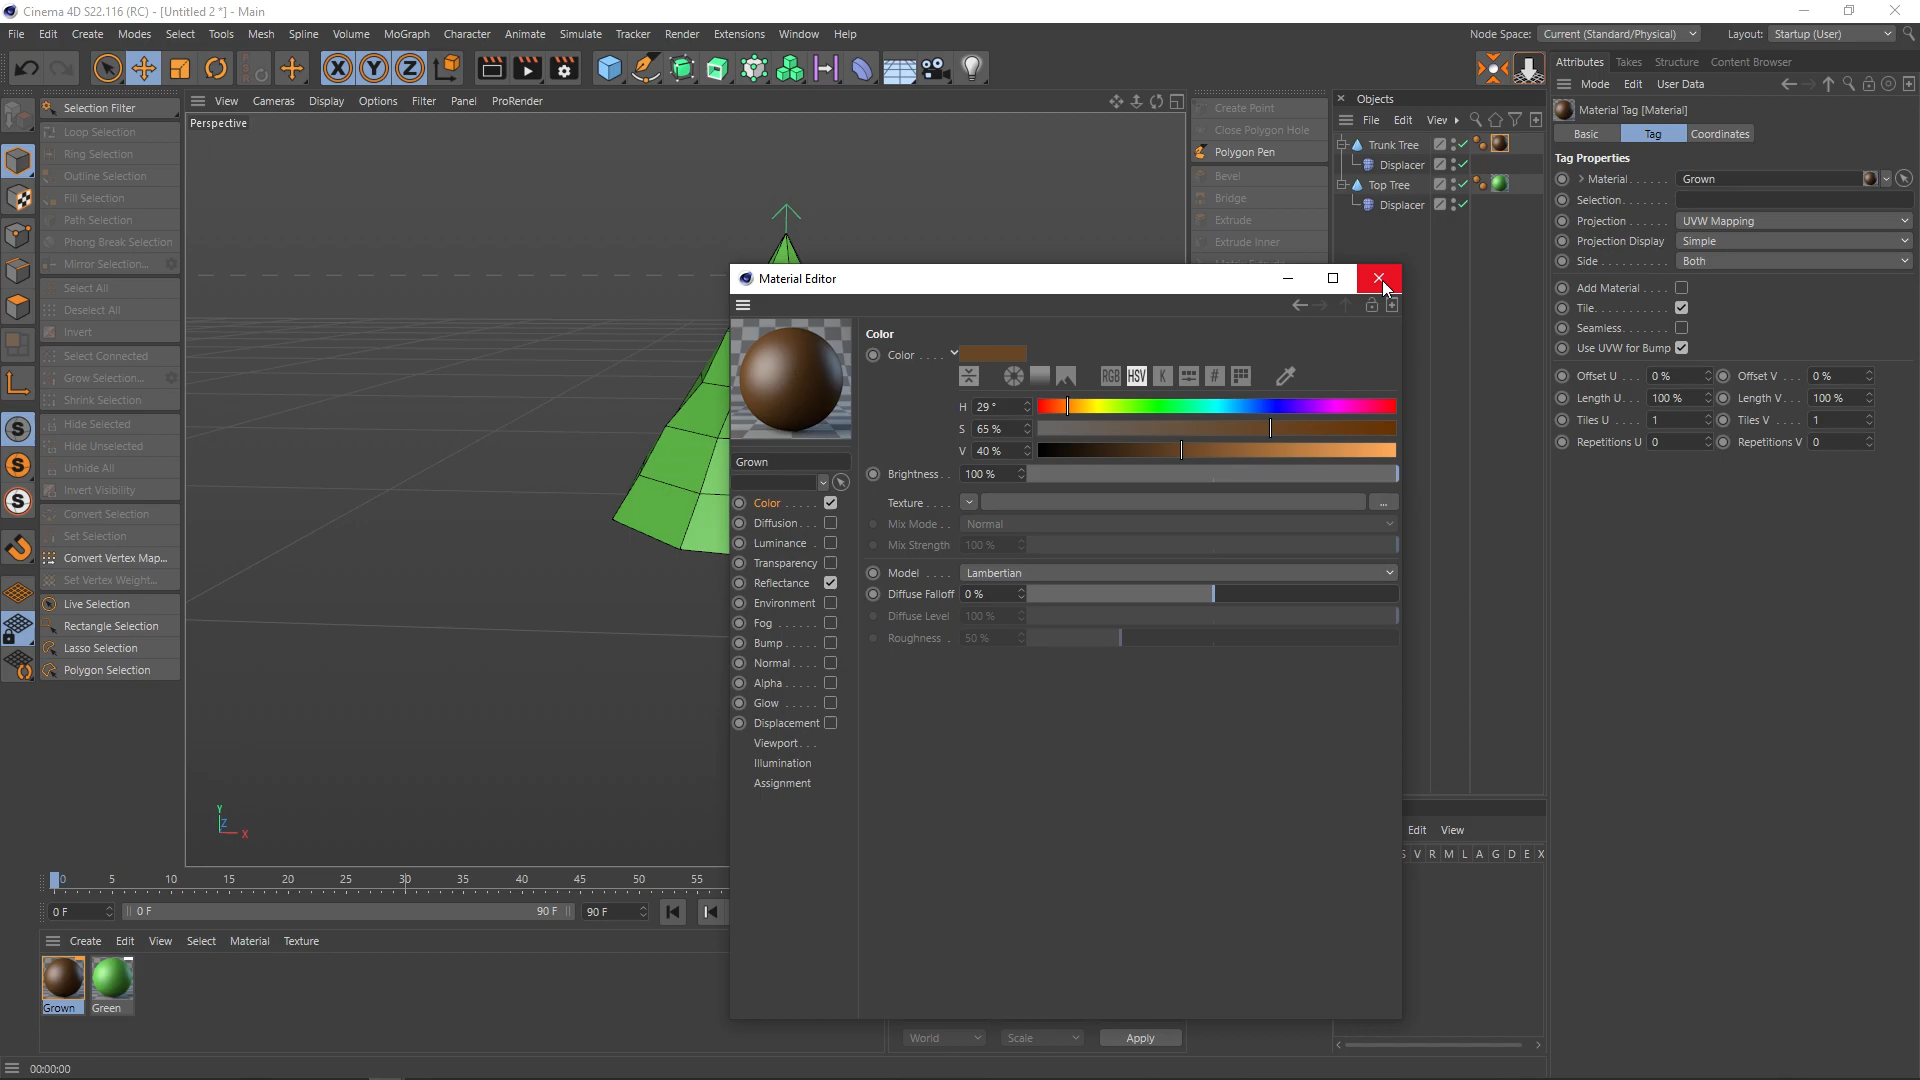 Cinema 4D S22.116 (RC) - [Untitled 2 *] - Main
File Edit Create Modes Select Tools Mesh Spline Volume MoGraph Character Animate Simulate Tracker Render Extensions Window Help
Node Space: Current (Standard/Physical) Layout: Startup (User)
X Y Z
Attributes Takes Structure Content Browser
Mode Edit User Data
Material Tag [Material]
Basic Tag Coordinates
Tag Properties
Material . . . . . . Grown
Selection . . . . . . .
Projection . . . . . . UVW Mapping
Projection Display Simple
Side . . . . . . . . . . Both
Add Material . . . .
Tile . . . . . . . . . . .
Seamless . . . . . . .
Use UVW for Bump
Offset U . . 0 % Offset V . . . 0 %
Length U . . 100 % Length V . . 100 %
Tiles U . . . 1 Tiles V . . . . 1
Repetitions U 0 Repetitions V 0
Selection Filter
Loop Selection
Ring Selection
Outline Selection
Fill Selection
Path Selection
Phong Break Selection
Mirror Selection...
Select All
Deselect All
Invert
Select Connected
Grow Selection...
Shrink Selection
Hide Selected
Hide Unselected
Unhide All
Invert Visibility
Convert Selection
Set Selection
Convert Vertex Map...
Set Vertex Weight...
Live Selection
Rectangle Selection
Lasso Selection
Polygon Selection
View Cameras Display Options Filter Panel ProRender
Perspective
Y
Z
X
Create Point
Close Polygon Hole
Polygon Pen
Bevel
Bridge
Extrude
Extrude Inner
Objects
File Edit View
Trunk Tree
Displacer
Top Tree
Displacer
Material Editor
Color
Color . . . .
RGB HSV K #
H 29 °
S 65 %
V 40 %
Brightness . . 100 %
Texture . . . . ...
Mix Mode . . Normal
Mix Strength 100 %
Model . . . . Lambertian
Diffuse Falloff 0 %
Diffuse Level 100 %
Roughness . 50 %
Grown
Color . . . . .
Diffusion . . .
Luminance .
Transparency
Reflectance
Environment
Fog . . . . . .
Bump . . . . .
Normal . . . .
Alpha . . . . .
Glow . . . . .
Displacement
Viewport . . .
Illumination
Assignment
Edit View
S V R M L A G D E X
0 5 10 15 20 25 30 35 40 45 50 55
0 F 0 F 90 F 90 F
Create Edit View Select Material Texture
Grown Green
World Scale Apply
00:00:00